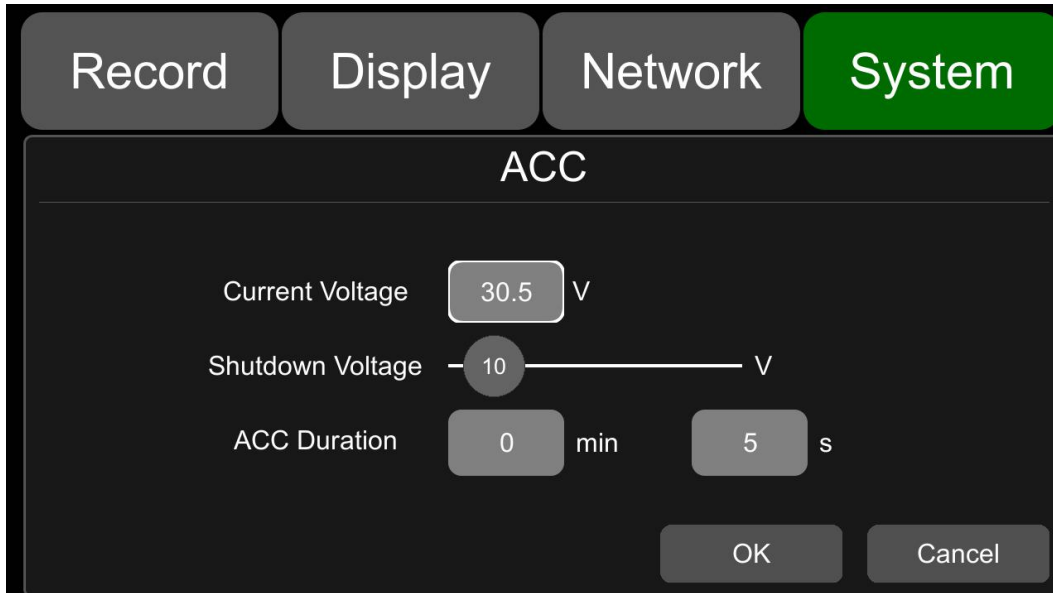 Record Display Network System
ACC
Current Voltage 30.5 V
Shutdown Voltage 10 V
ACC Duration 0 min 5 s
OK Cancel